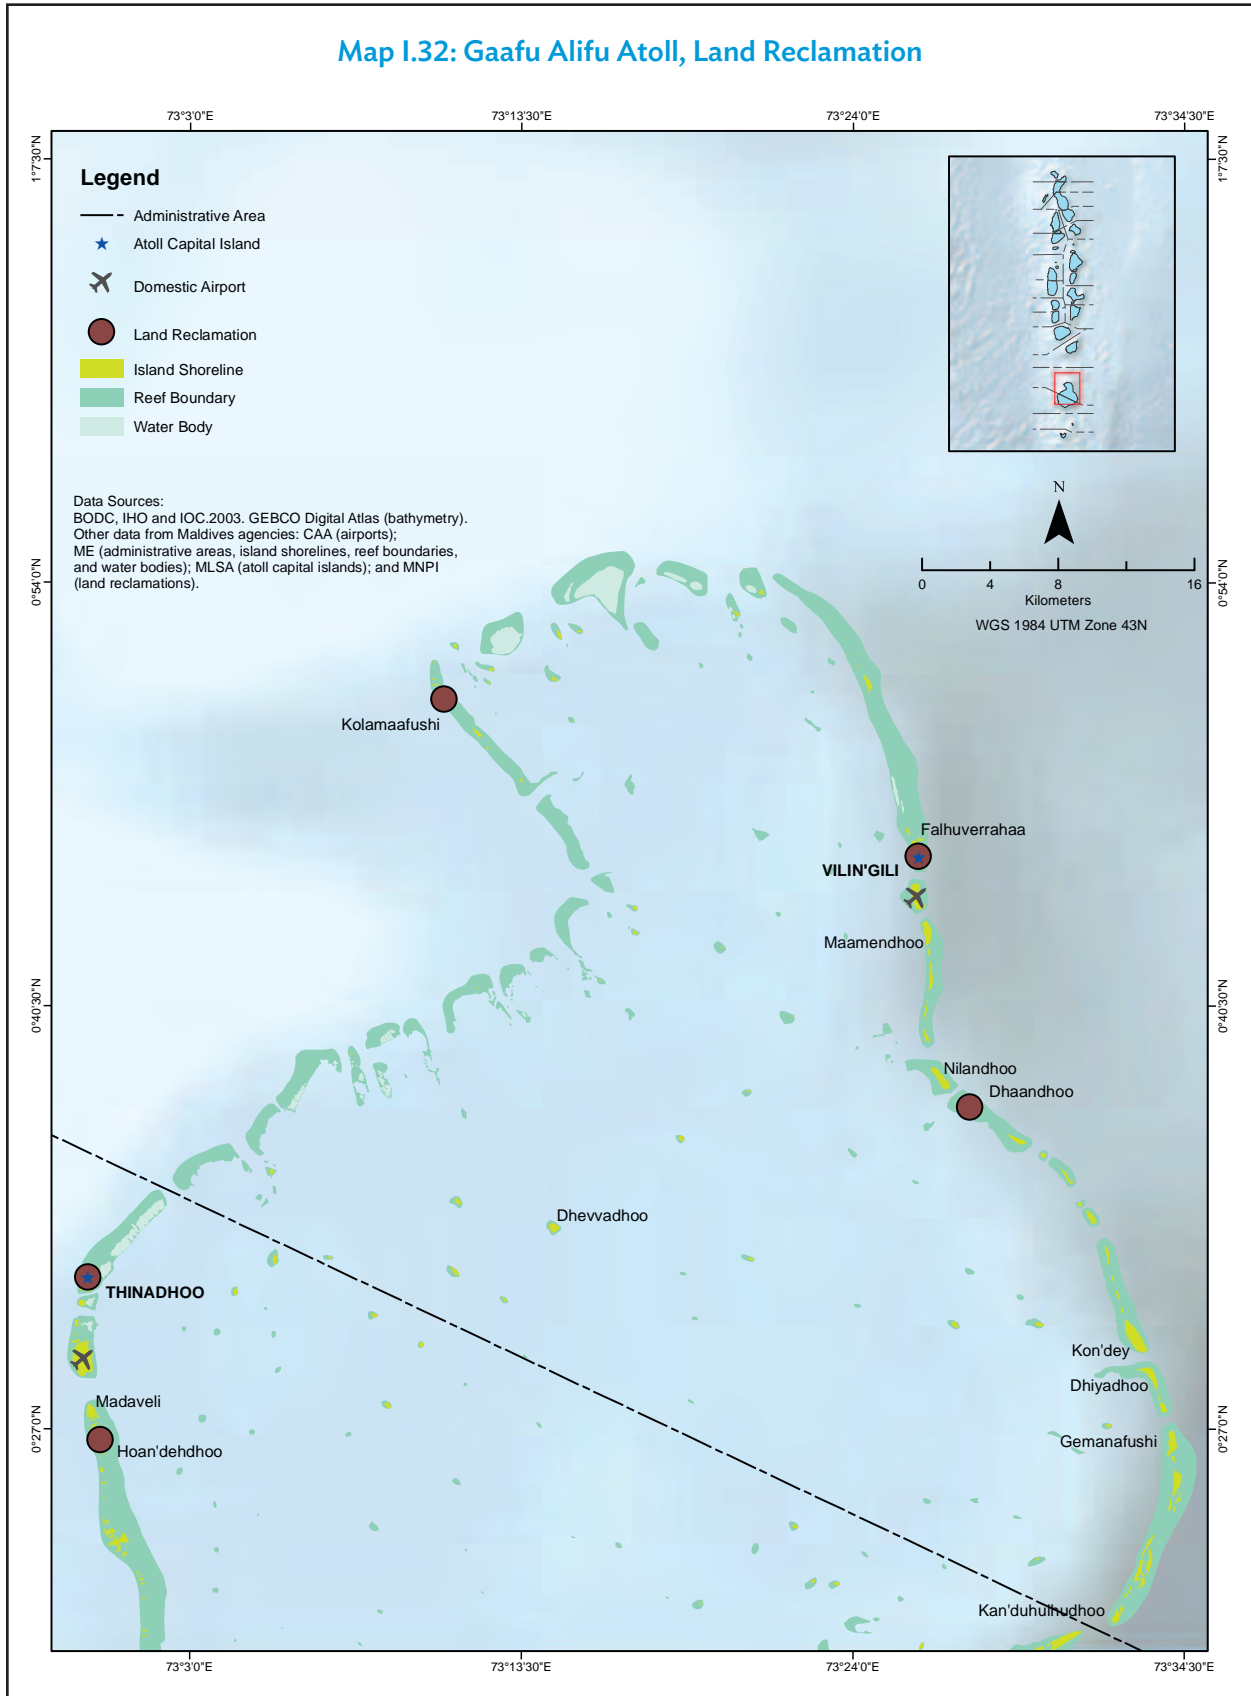 Map I.32: Gaafu Alifu Atoll, Land Reclamation
73°3'0"E
73°13'30"E
73°24'0"E
73°34'30"E
1°7'30"N
1°7'30"N
Legend
Administrative Area
Atoll Capital Island
Domestic Airport
Land Reclamation
Island Shoreline
Reef Boundary
Water Body
Data Sources:
BODC, IHO and IOC.2003. GEBCO Digital Atlas (bathymetry).
Other data from Maldives agencies: CAA (airports);
ME (administrative areas, island shorelines, reef boundaries,
and water bodies); MLSA (atoll capital islands); and MNPI
(land reclamations).
N
0 4 8 16
Kilometers
WGS 1984 UTM Zone 43N
0°54'0"N
0°54'0"N
Kolamaafushi
Falhuverrahaa
VILIN'GILI
Maamendhoo
0°40'30"N
0°40'30"N
Nilandhoo
Dhaandhoo
Dhevvadhoo
THINADHOO
Kon'dey
Dhiyadhoo
Madaveli
Hoan'dehdhoo
Gemanafushi
0°27'0"N
0°27'0"N
Kan'duhulhudhoo
73°3'0"E
73°13'30"E
73°24'0"E
73°34'30"E